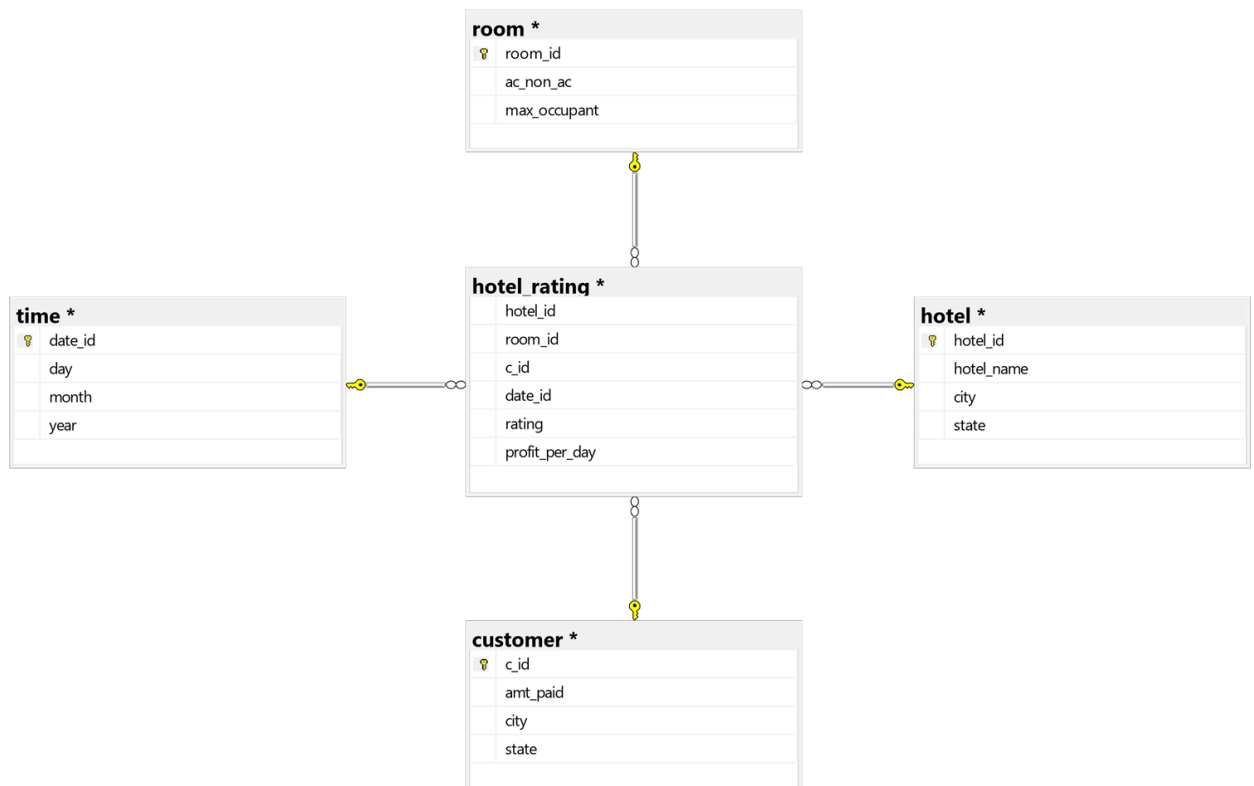 room *
room_id
ac_non_ac
max_occupant
time *
date_id
day
month
year
hotel_rating *
hotel_id
room_id
c_id
date_id
rating
profit_per_day
hotel *
hotel_id
hotel_name
city
state
customer *
c_id
amt_paid
city
state